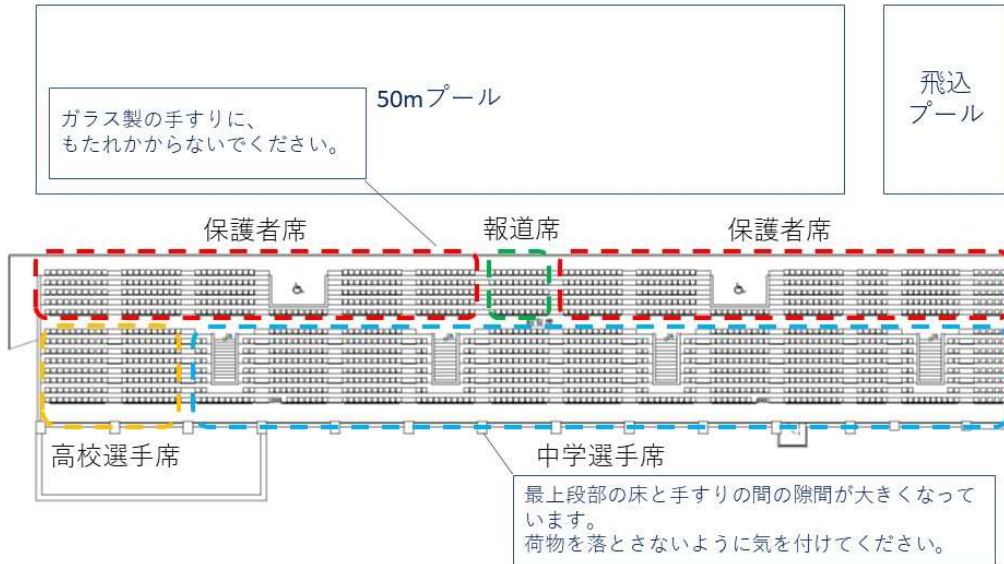 50mプール
飛込
プール
ガラス製の手すりに、
もたれかからないでください。
保護者席
報道席
保護者席
高校選手席
中学選手席
最上段部の床と手すりの間の隙間が大きくなって
います。
荷物を落とさないように気を付けてください。